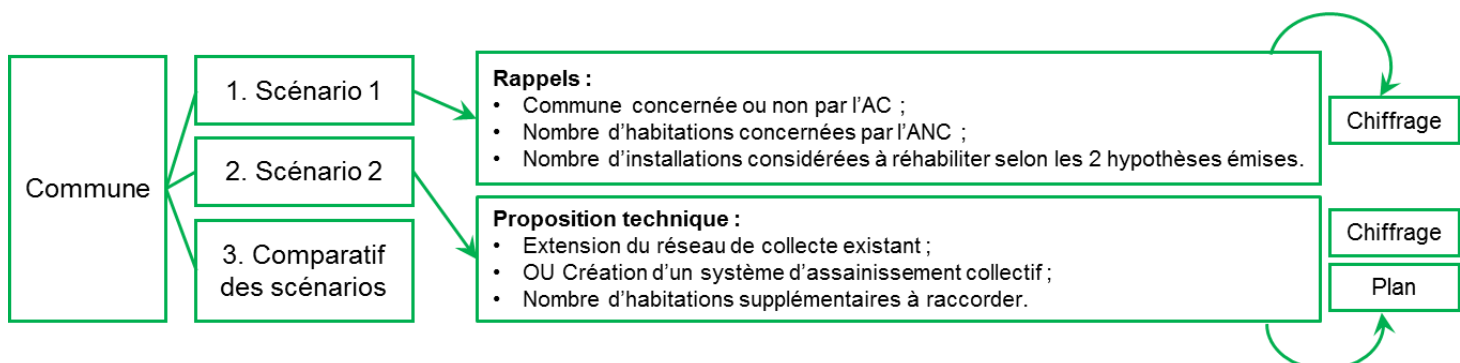 Commune
1. Scénario 1
2. Scénario 2
3. Comparatif
des scénarios
Rappels :
• Commune concernée ou non par l’AC ;
• Nombre d’habitations concernées par l’ANC ;
• Nombre d’installations considérées à réhabiliter selon les 2 hypothèses émises.
Chiffrage
Proposition technique :
• Extension du réseau de collecte existant ;
• OU Création d’un système d’assainissement collectif ;
• Nombre d’habitations supplémentaires à raccorder.
Chiffrage
Plan